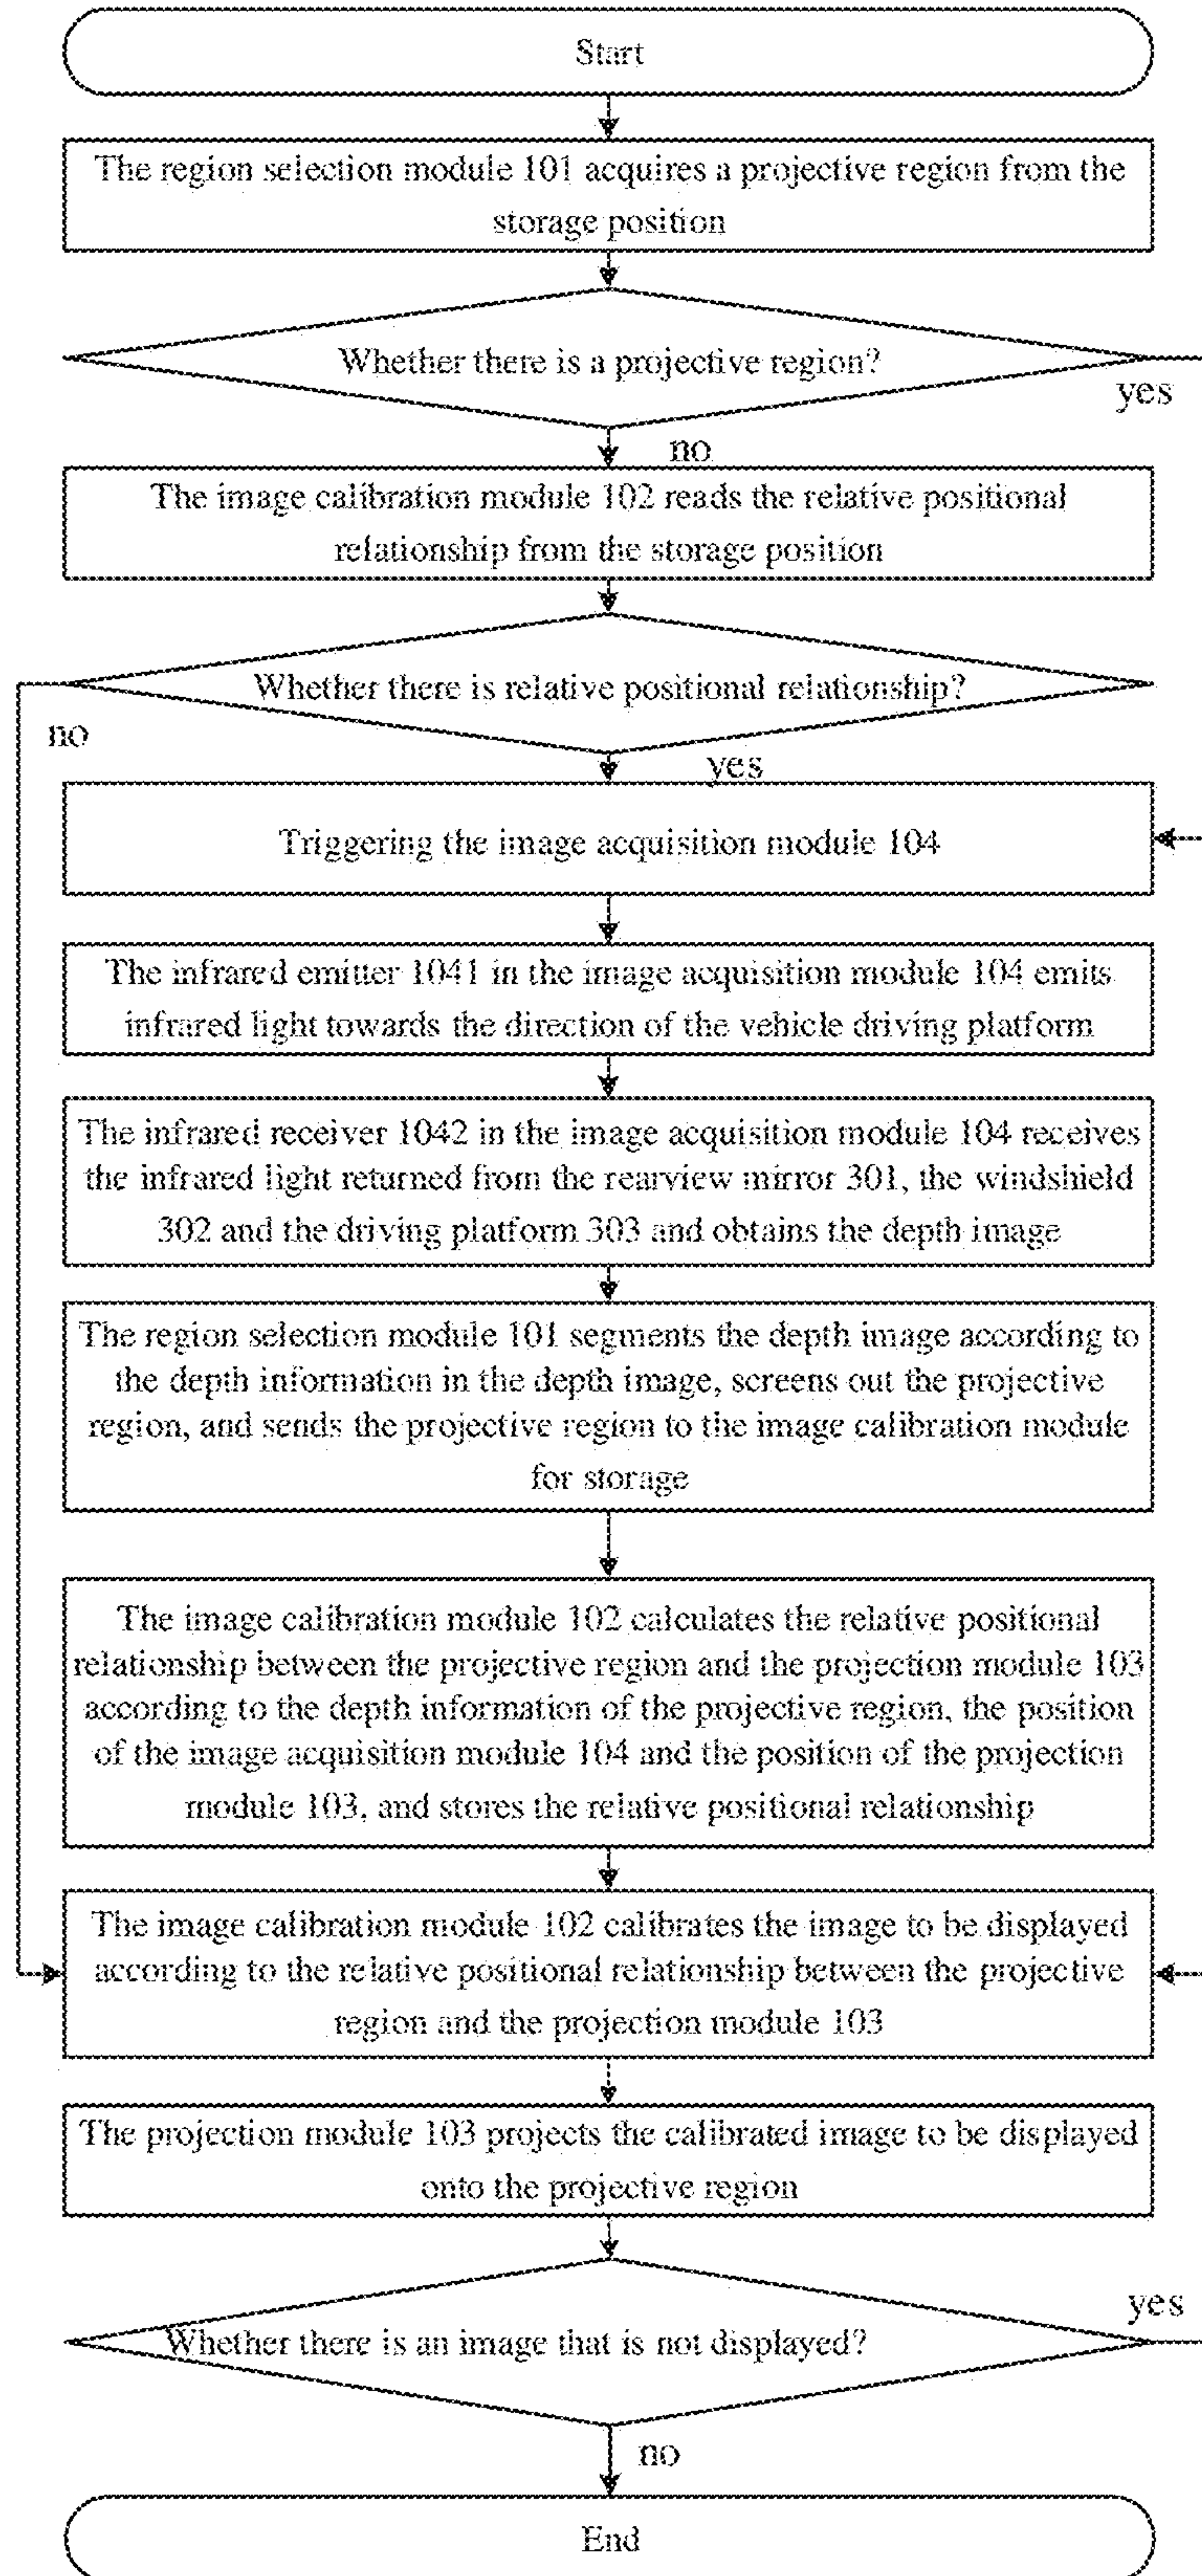 Start
The region selection module 101 acquires a projective region from the
storage position
Whether there is a projective region?
yes
no
The image calibration module 102 reads the relative positional
relationship from the storage position
Whether there is relative positional relationship?
no
yes
Triggering the image acquisition module 104
The infrared emitter 1041 in the image acquisition module 104 emits
infrared light towards the direction of the vehicle driving platform
The infrared receiver 1042 in the image acquisition module 104 receives
the infrared light returned from the rearview mirror 301, the windshield
302 and the driving platform 303 and obtains the depth image
The region selection module 101 segments the depth image according to
the depth information in the depth image, screens out the projective
region, and sends the projective region to the image calibration module
for storage
The image calibration module 102 calculates the relative positional
relationship between the projective region and the projection module 103
according to the depth information of the projective region, the position
of the image acquisition module 104 and the position of the projection
module 103, and stores the relative positional relationship
The image calibration module 102 calibrates the image to be displayed
according to the relative positional relationship between the projective
region and the projection module 103
The projection module 103 projects the calibrated image to be displayed
onto the projective region
yes
Whether there is an image that is not displayed?
no
End